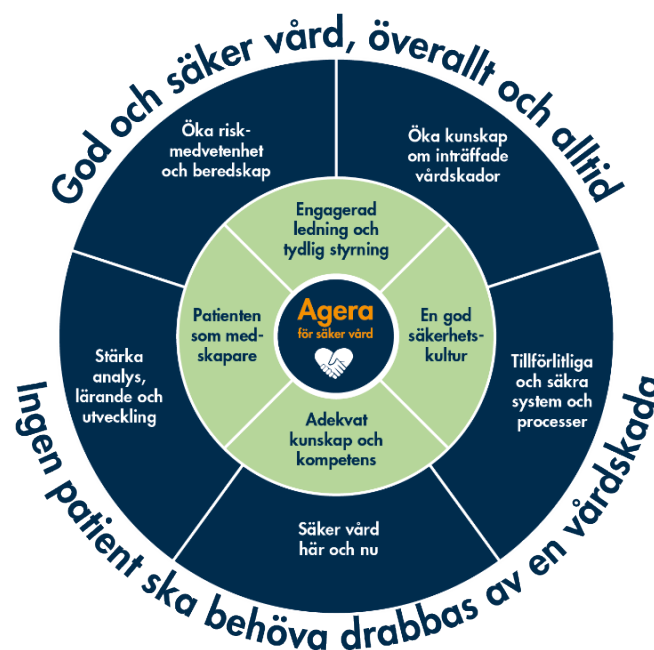 God och säker vård, överallt och alltid
Öka risk-
medvetenhet
och beredskap
Öka kunskap
om inträffade
vårdskador
Engagerad
ledning och
tydlig styrning
Patienten
som med-
skapare
Agera
för säker vård
En god
säkerhets-
kultur
Stärka
analys,
lärande och
utveckling
Tillförlitliga
och säkra
system och
processer
Adekvat
kunskap och
kompetens
Säker vård
här och nu
Ingen patient ska behöva drabbas av en vårdskada